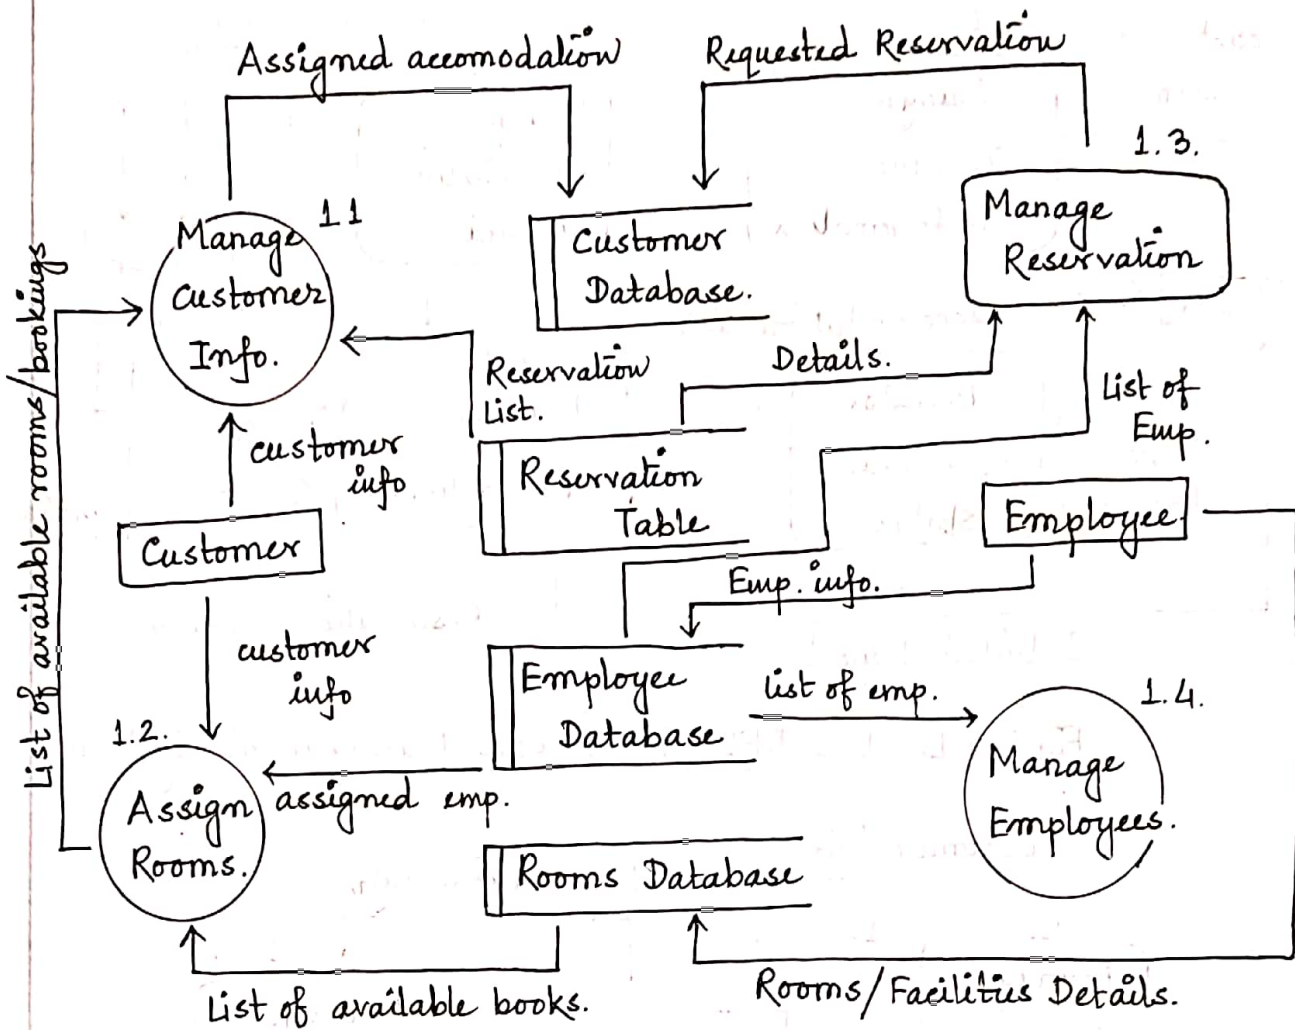 Assigned accomodation
Requested Reservation
1.3.
1 1
Manage
Customer
Info.
Customer
Database.
Manage
Reservation
List of available rooms/bookings
Reservation
List.
Details.
List of
Emp.
customer
info
Reservation
Table
Employee
Customer
Emp. info.
customer
info
Employee
Database
list of emp.
1.4.
1.2.
Manage
Employees.
Assign
Rooms.
assigned emp.
Rooms Database
List of available books.
Rooms/Facilities Details.